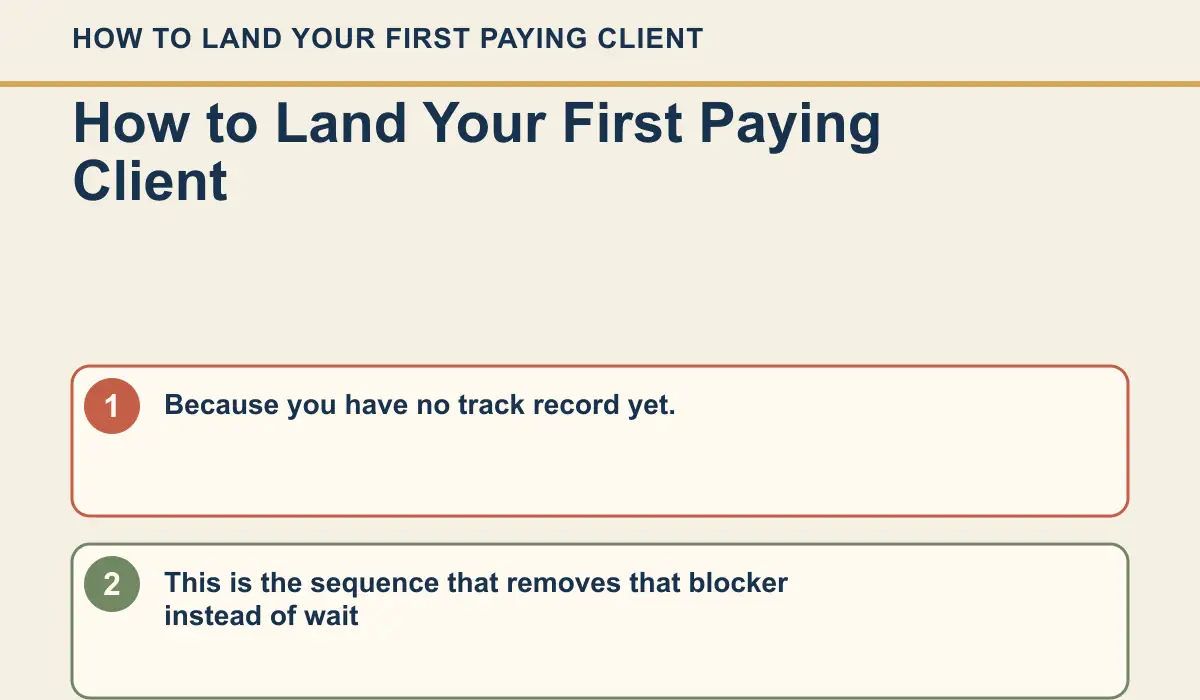 HOW TO LAND YOUR FIRST PAYING CLIENT
How to Land Your First Paying
Client
1
Because you have no track record yet.
2
This is the sequence that removes that blocker
instead of wait